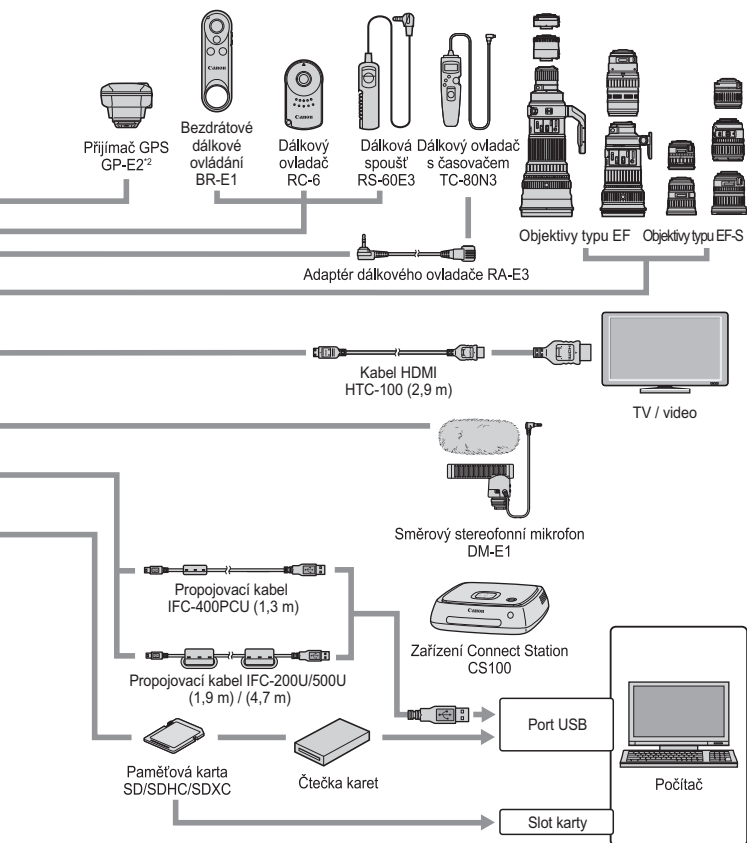 Canon
Canon
Přijímač GPS
GP-E2*2
Bezdrátové
dálkové
ovládání
BR-E1
Dálkový
ovladač
RC-6
Dálková
spoušť
RS-60E3
Dálkový ovladač
s časovačem
TC-80N3
Objektivy typu EF
Objektivy typu EF-S
Adaptér dálkového ovladače RA-E3
Kabel HDMI
HTC-100 (2,9 m)
TV / video
Směrový stereofonní mikrofon
DM-E1
Propojovací kabel
IFC-400PCU (1,3 m)
Canon
Zařízení Connect Station
CS100
Propojovací kabel IFC-200U/500U
(1,9 m) / (4,7 m)
Port USB
Paměťová karta
SD/SDHC/SDXC
Čtečka karet
Počítač
Slot karty